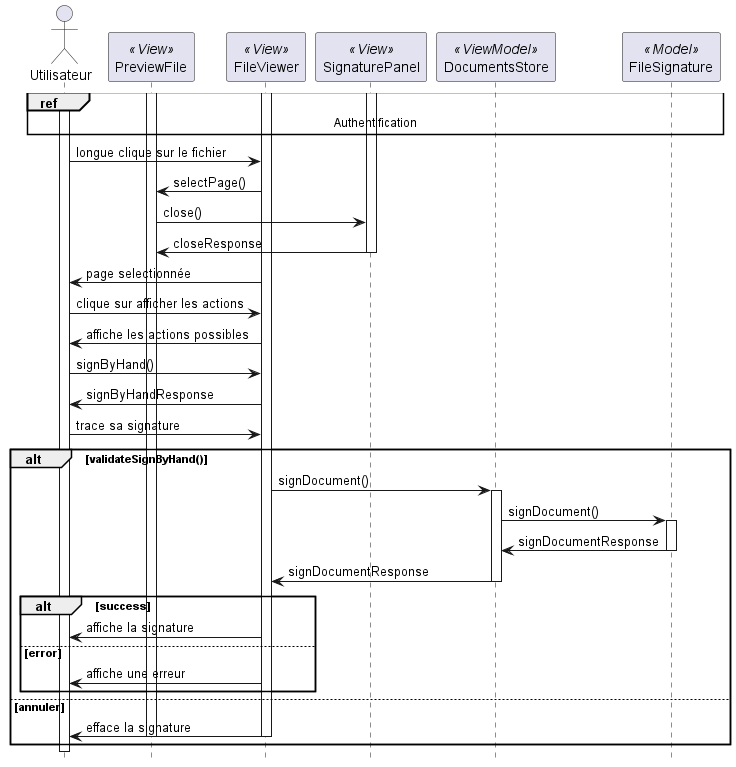 «View» «View» «View» «ViewModel» «Model»
Utilisateur PreviewFile FileViewer SignaturePanel DocumentsStore FileSignature
ref
Authentification
longue clique sur le fichier
selectPage()
close()
closeResponse
page selectionnée
clique sur afficher les actions
affiche les actions possibles
signByHand()
signByHandResponse
trace sa signature
alt [validateSignByHand()]
signDocument()
signDocument()
signDocumentResponse
signDocumentResponse
alt [success]
affiche la signature
[error]
affiche une erreur
[annuler]
efface la signature